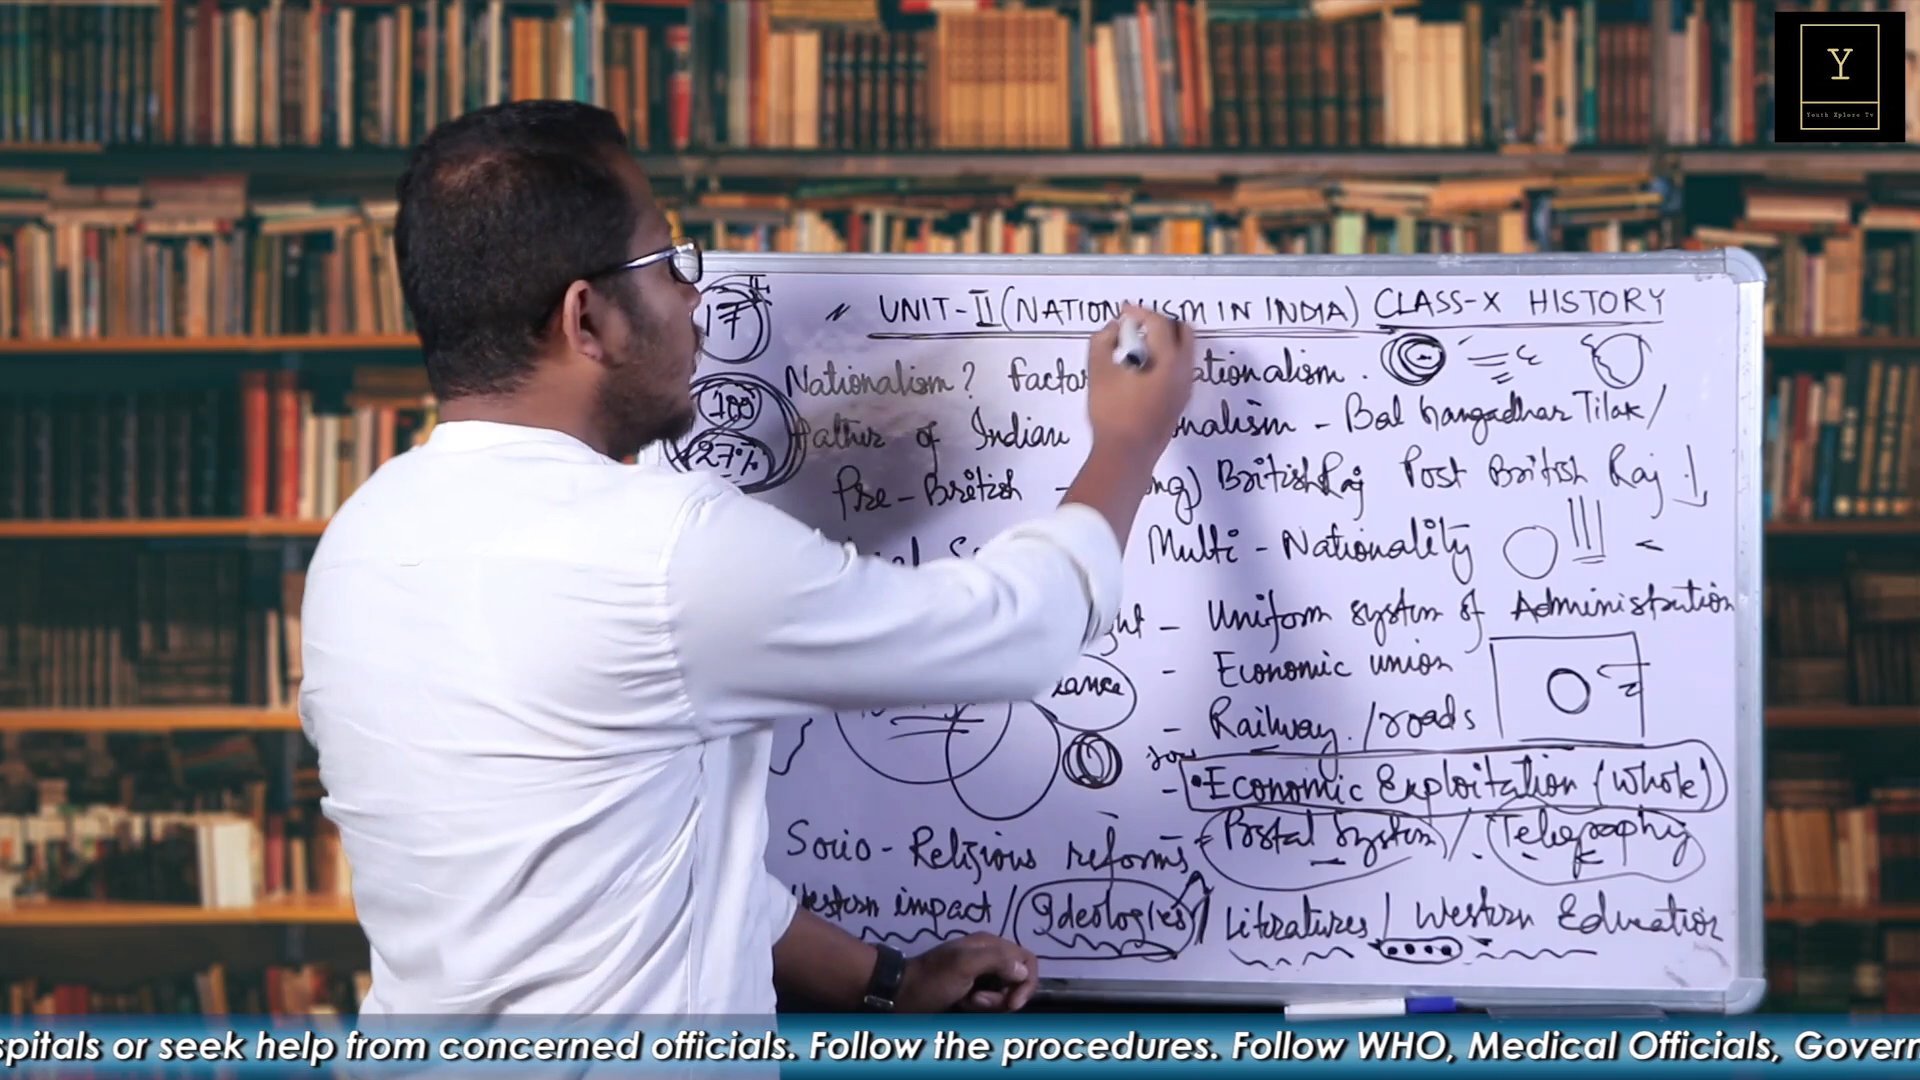 Y
Youth Xplore Tv
UNIT-II (NATIONALISM IN INDIA) CLASS-X HISTORY
17
Nationalism? Factor ationalism.
100
27%
Father of Indian nalism - Bal Gangadhar Tilak/
Pre-British - British Raj Post British Raj
Multi-Nationality
- Uniform system of Administration
- Economic union
- Railway./roads
- •Economic Exploitation (whole)
Socio-Religious reforms - Postal System / Telegraphy
Western impact / Ideologies / Literatures / Western Education
spitals or seek help from concerned officials. Follow the procedures. Follow WHO, Medical Officials, Govern